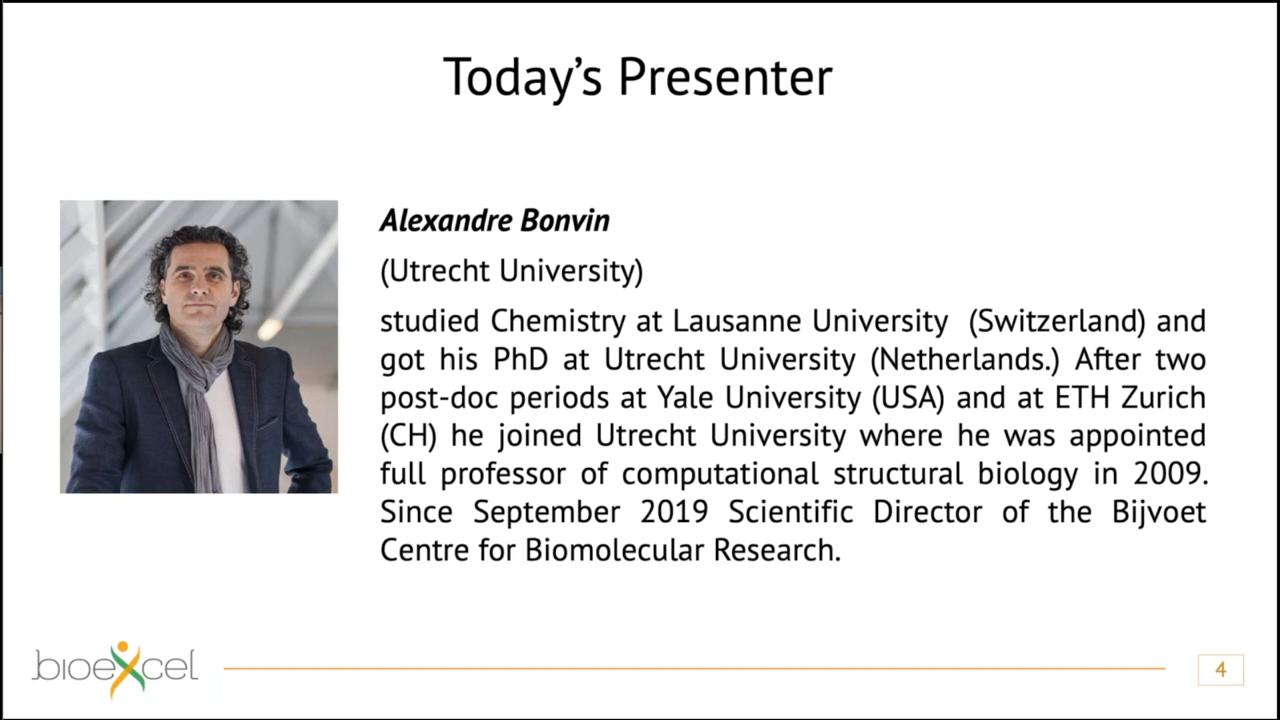 Today’s Presenter
Alexandre Bonvin
(Utrecht University)
studied Chemistry at Lausanne University (Switzerland) and
got his PhD at Utrecht University (Netherlands.) After two
post-doc periods at Yale University (USA) and at ETH Zurich
(CH) he joined Utrecht University where he was appointed
full professor of computational structural biology in 2009.
Since September 2019 Scientific Director of the Bijvoet
Centre for Biomolecular Research.
bioexcel
4